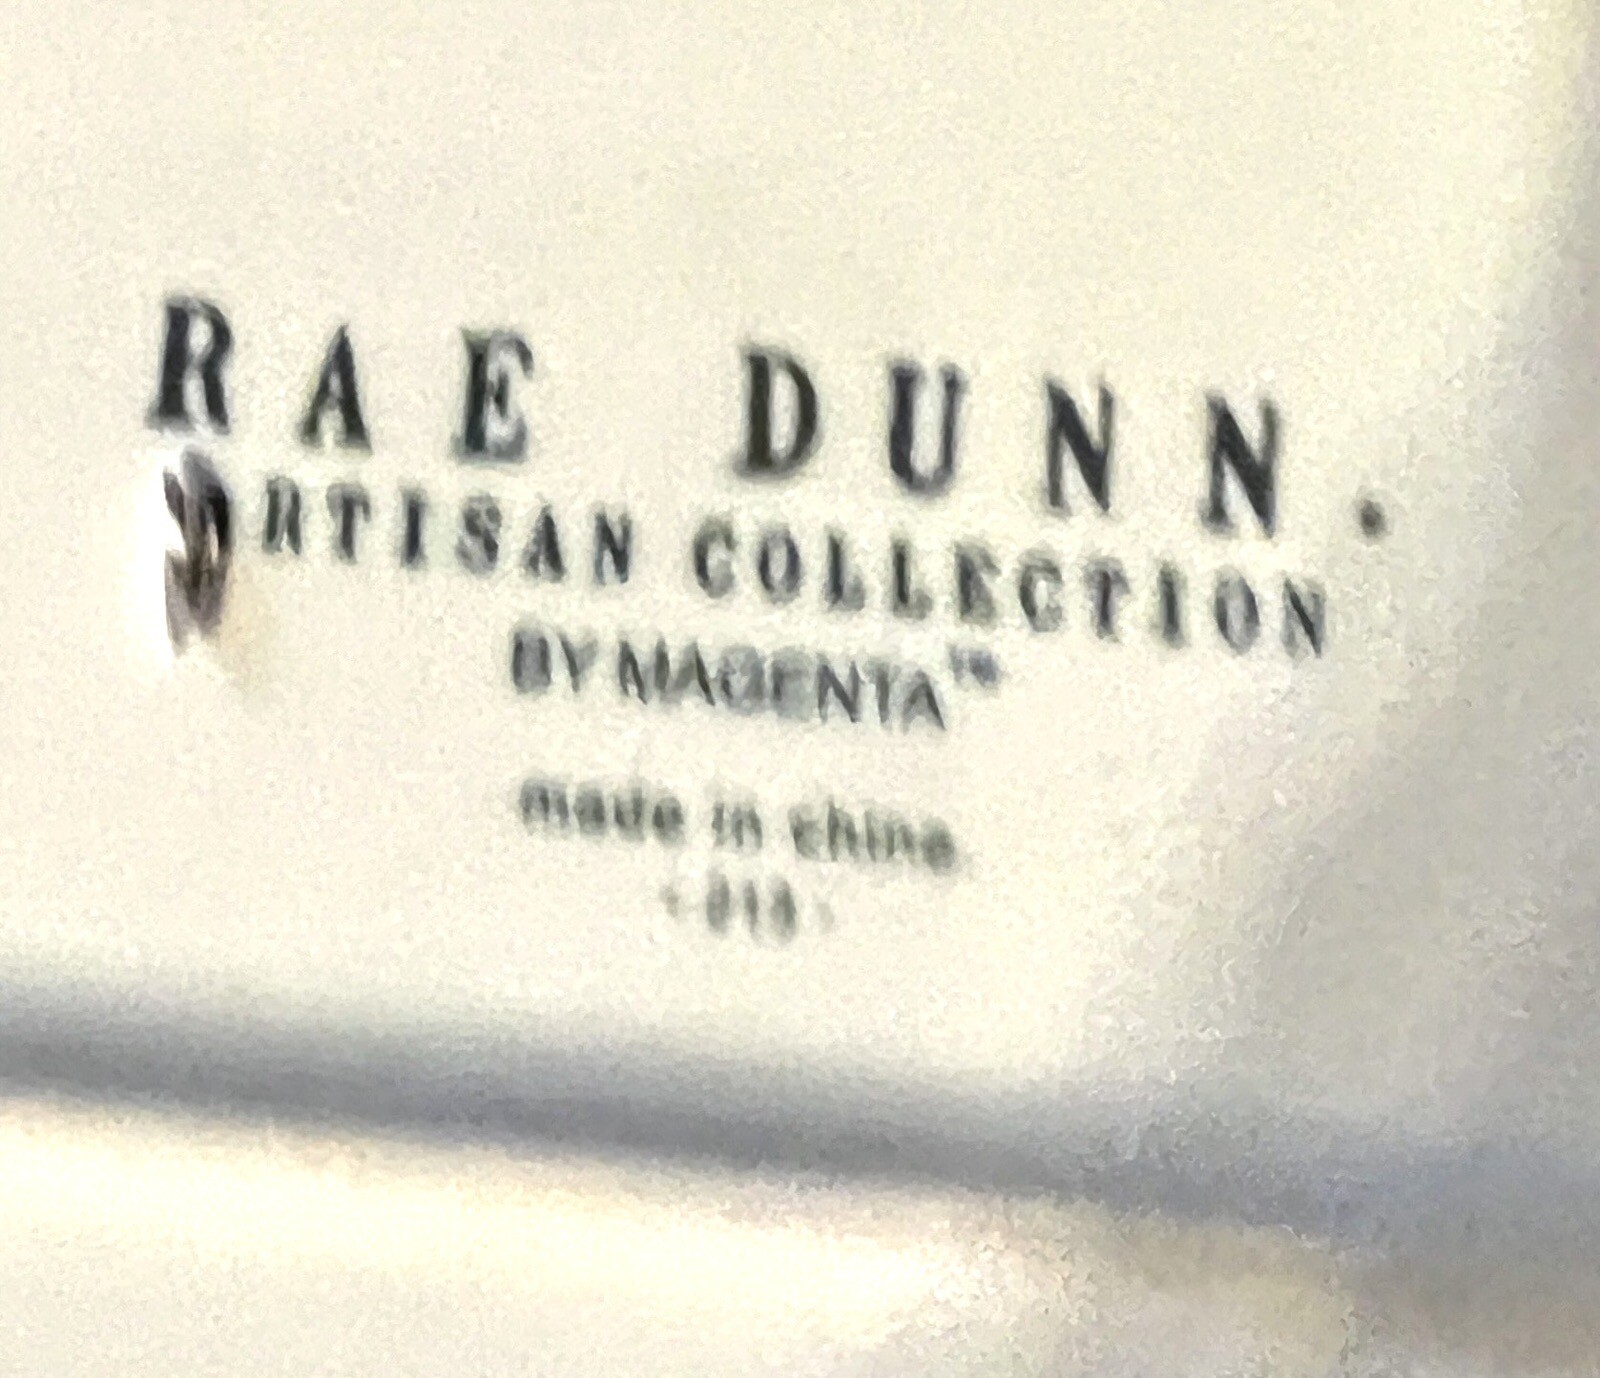 RAE DUNN.
ARTISAN COLLECTION
BY MAGENTA™
made in china